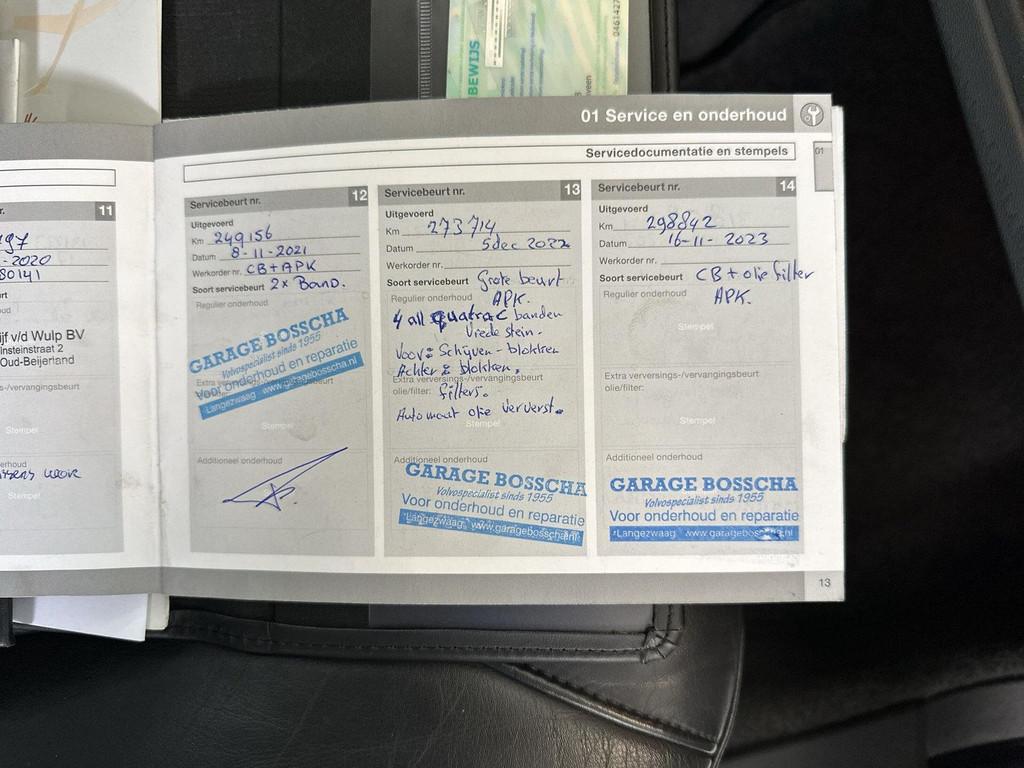 BEWIJS
01 Service en onderhoud
Servicedocumentatie en stempels
01
11
2020
80141
v/d Wulp BV
Einsteinstraat 2
Oud-Beijerland
Stempel
Stempel
Servicebeurt nr. 12
Uitgevoerd
Km 249156
Datum 8-11-2021
Werkorder nr. CB+APK
Soort servicebeurt 2x Band.
Regulier onderhoud
GARAGE BOSSCHA
Volvospecialist sinds 1955
Voor onderhoud en reparatie
Langezwaag www.garagebosscha.nl
Stempel
Additioneel onderhoud
Servicebeurt nr. 13
Uitgevoerd
Km 273714
Datum 5 dec 2022
Werkorder nr.
Soort servicebeurt Grote beurt
Regulier onderhoud APK.
4 all quatrac banden
Vredestein.
Voor: Schijven-blokken
Achter: blokken.
Extra verversings-/vervangingsbeurt
olie/filter: filters.
Automaat olie ververst.
Stempel
Additioneel onderhoud
GARAGE BOSSCHA
Volvospecialist sinds 1955
Voor onderhoud en reparatie
Langezwaag www.garagebosscha.nl
Servicebeurt nr. 14
Uitgevoerd
Km 298842
Datum 16-11-2023
Werkorder nr.
Soort servicebeurt CB+olie filter
Regulier onderhoud APK.
Stempel
Extra verversings-/vervangingsbeurt
olie/filter:
Stempel
Additioneel onderhoud
GARAGE BOSSCHA
Volvospecialist sinds 1955
Voor onderhoud en reparatie
Langezwaag www.garagebosscha.nl
13